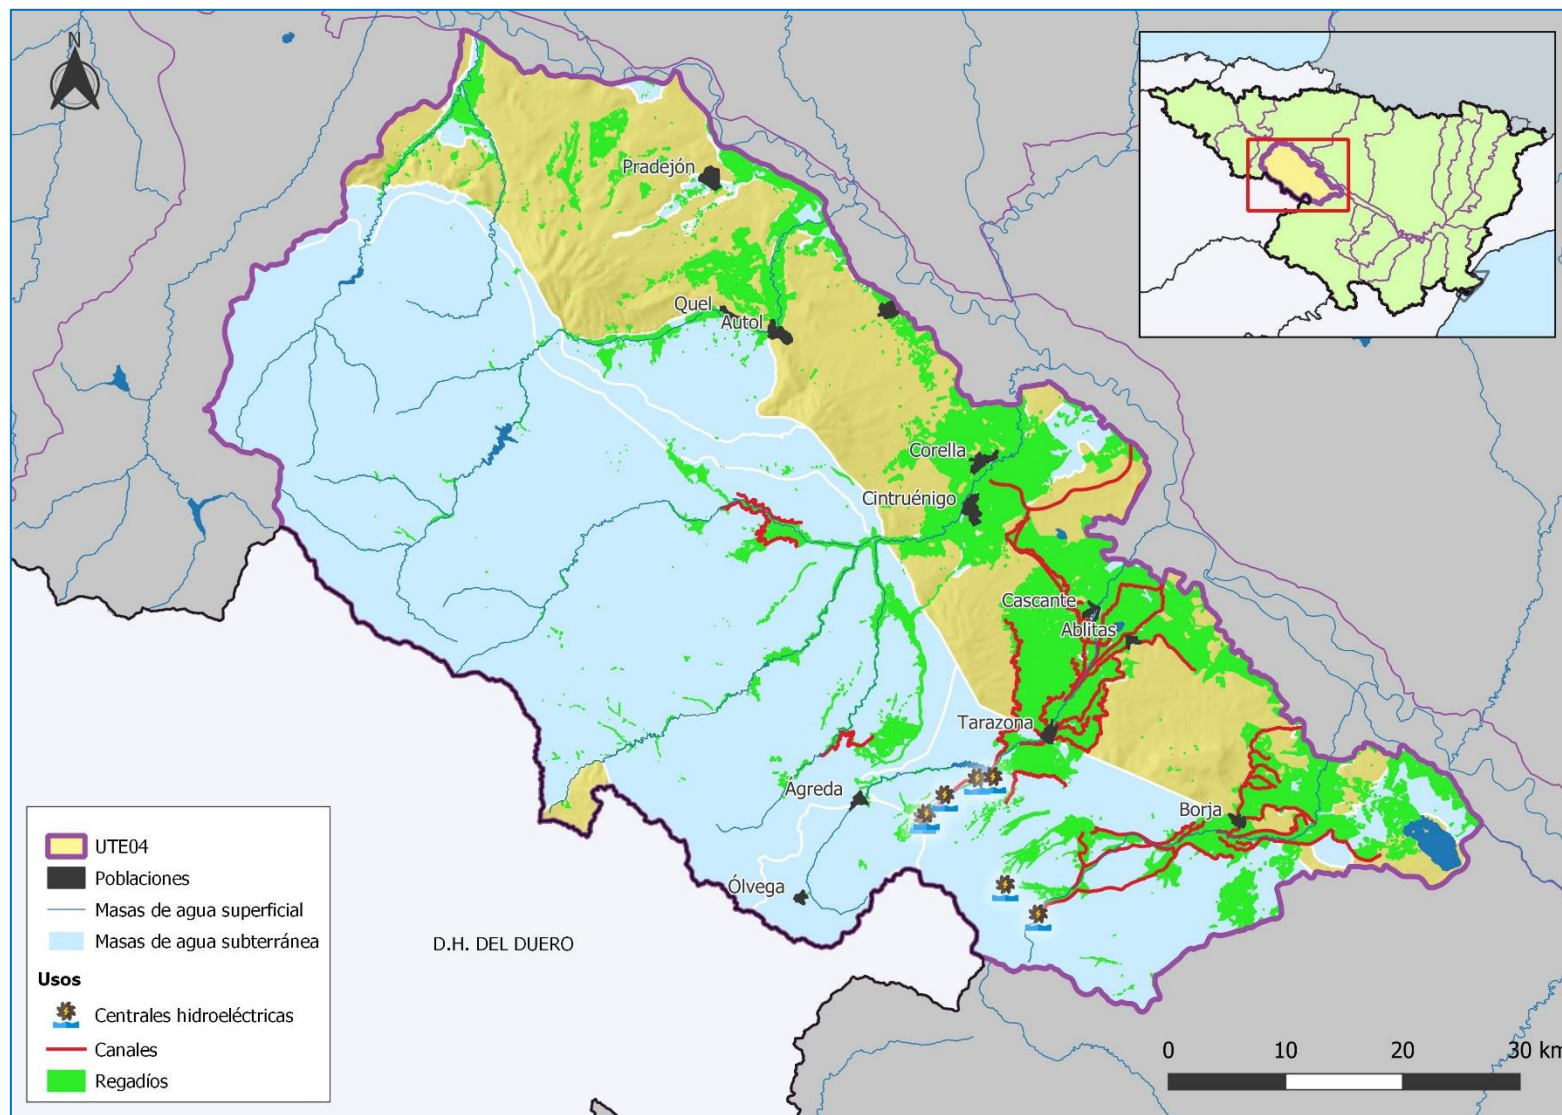 N
Pradejón
Quel
Autol
Corella
Cintruénigo
Cascante
Ablitas
Tarazona
Ágreda
Borja
Ólvega
D.H. DEL DUERO
UTE04
Poblaciones
Masas de agua superficial
Masas de agua subterránea
Usos
Centrales hidroeléctricas
Canales
Regadíos
0 10 20 30 km